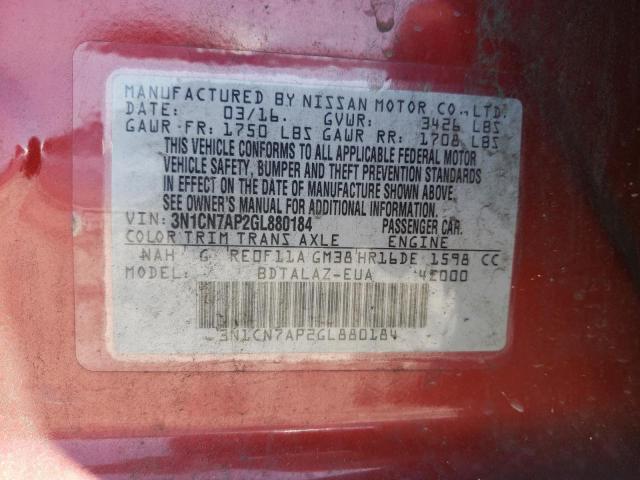 MANUFACTURED BY NISSAN MOTOR CO., LTD.
DATE: 03/16. GVWR: 3426 LBS
GAWR FR: 1750 LBS GAWR RR: 1708 LBS
THIS VEHICLE CONFORMS TO ALL APPLICABLE FEDERAL MOTOR
VEHICLE SAFETY, BUMPER AND THEFT PREVENTION STANDARDS
IN EFFECT ON THE DATE OF MANUFACTURE SHOWN ABOVE.
SEE OWNER'S MANUAL FOR ADDITIONAL INFORMATION
VIN: 3N1CN7AP2GL880184 PASSENGER CAR.
COLOR TRIM TRANS AXLE ENGINE
NAH G RE0F11A GM38 HR16DE 1598 CC
MODEL: BDTALAZ-EUA 4E000
3N1CN7AP2GL880184